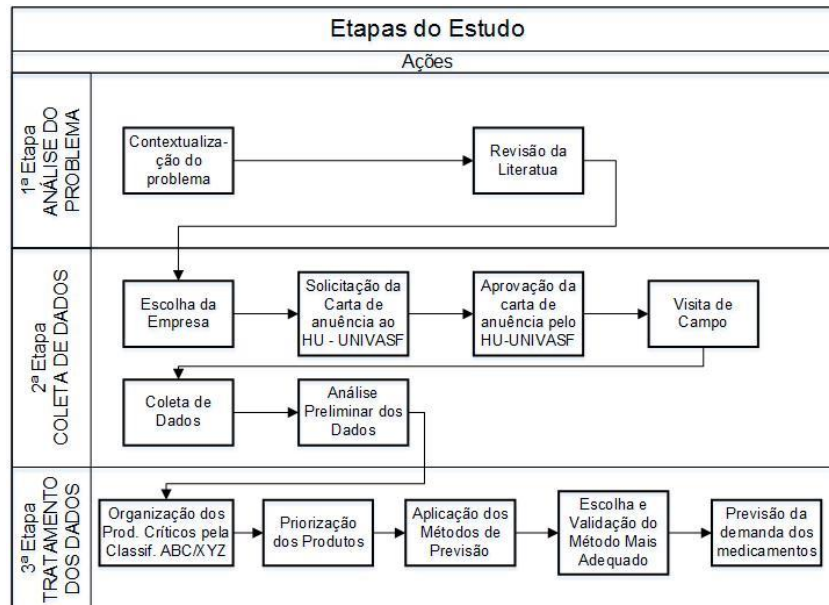 Etapas do Estudo
Ações
1ª Etapa
ANÁLISE DO
PROBLEMA
Contextualiza-
ção do
problema
Revisão da
Literatua
2ª Etapa
COLETA DE DADOS
Escolha da
Empresa
Solicitação da
Carta de
anuência ao
HU - UNIVASF
Aprovação da
carta de
anuência pelo
HU-UNIVASF
Visita de
Campo
Coleta de
Dados
Análise
Preliminar dos
Dados
3ª Etapa
TRATAMENTO
DOS DADOS
Organização dos
Prod. Críticos pela
Classif. ABC/XYZ
Priorização
dos Produtos
Aplicação dos
Métodos de
Previsão
Escolha e
Validação do
Método Mais
Adequado
Previsão da
demanda dos
medicamentos